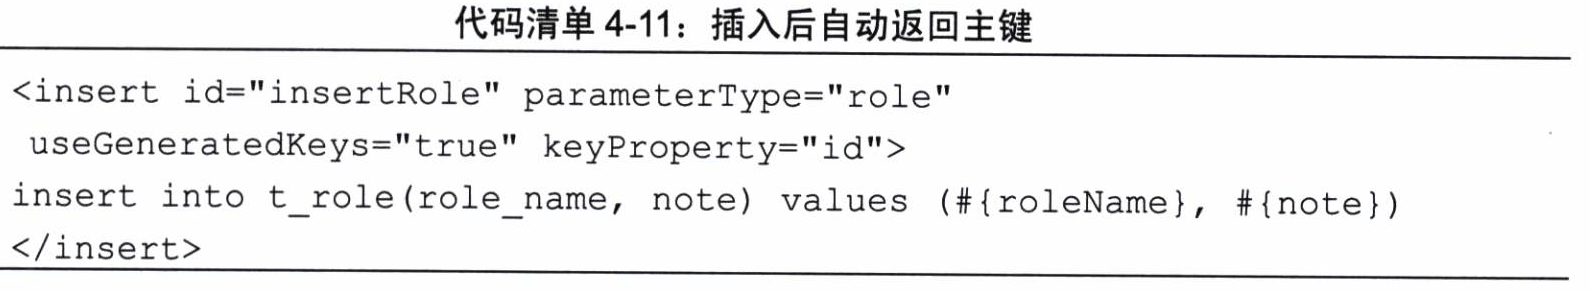 代码清单 4-11：插入后自动返回主键
<insert id="insertRole" parameterType="role"
useGeneratedKeys="true" keyProperty="id">
insert into t_role(role_name, note) values (#{roleName}, #{note})
</insert>